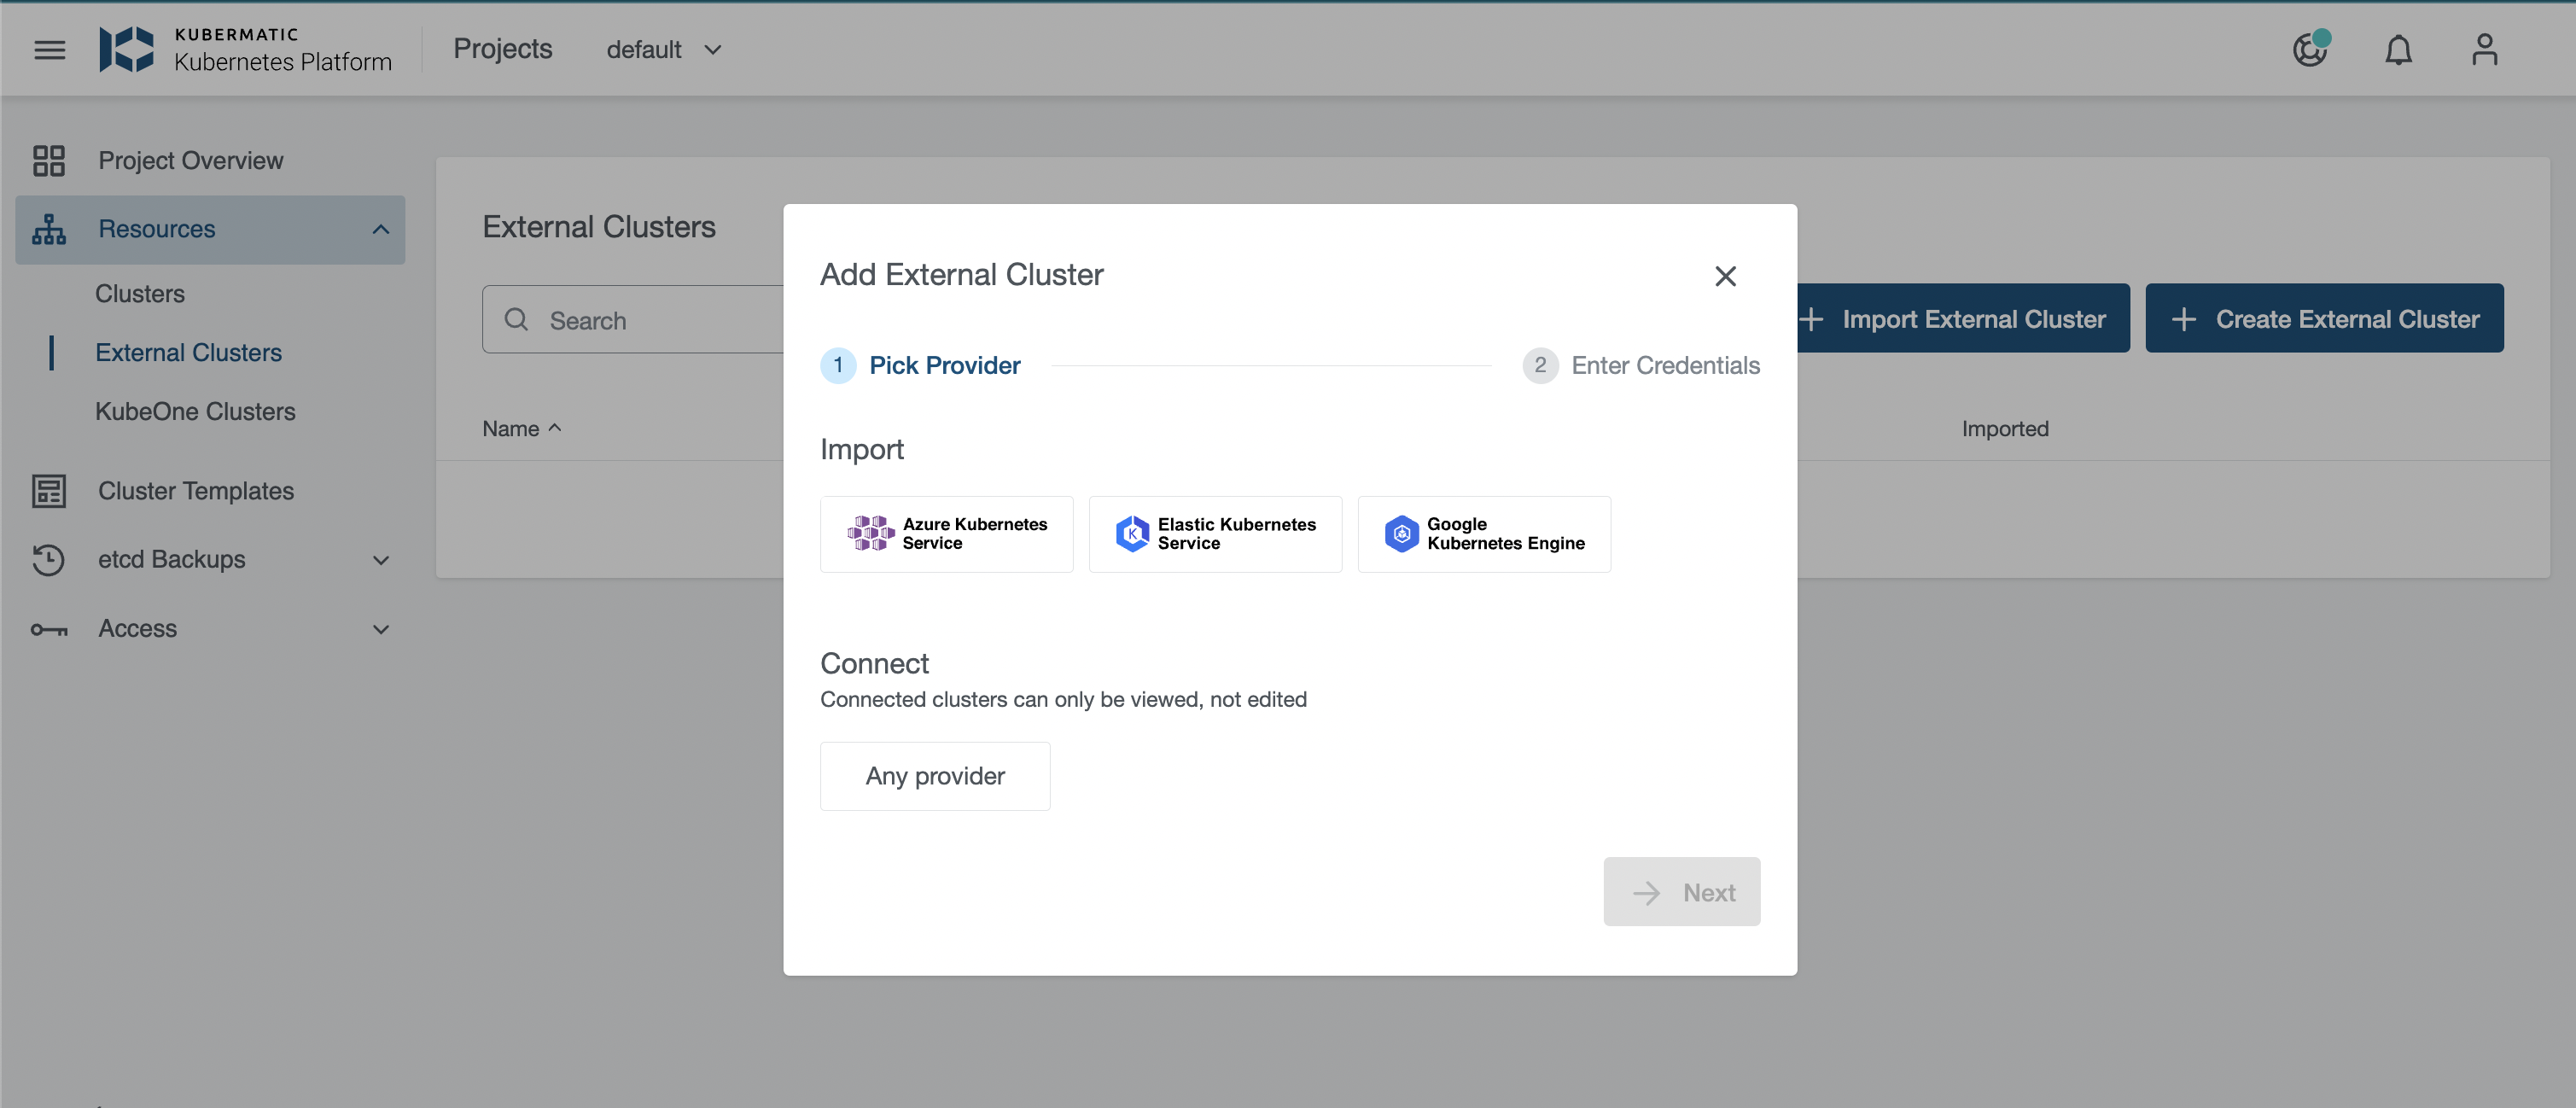 KUBERMATIC
Kubernetes Platform
Projects
default
Project Overview
Resources
Clusters
External Clusters
KubeOne Clusters
Cluster Templates
etcd Backups
Access
External Clusters
Search
Import External Cluster
Create External Cluster
Name
Imported
Add External Cluster
1 Pick Provider
2 Enter Credentials
Import
Azure Kubernetes
Service
Elastic Kubernetes
Service
Google
Kubernetes Engine
Connect
Connected clusters can only be viewed, not edited
Any provider
Next